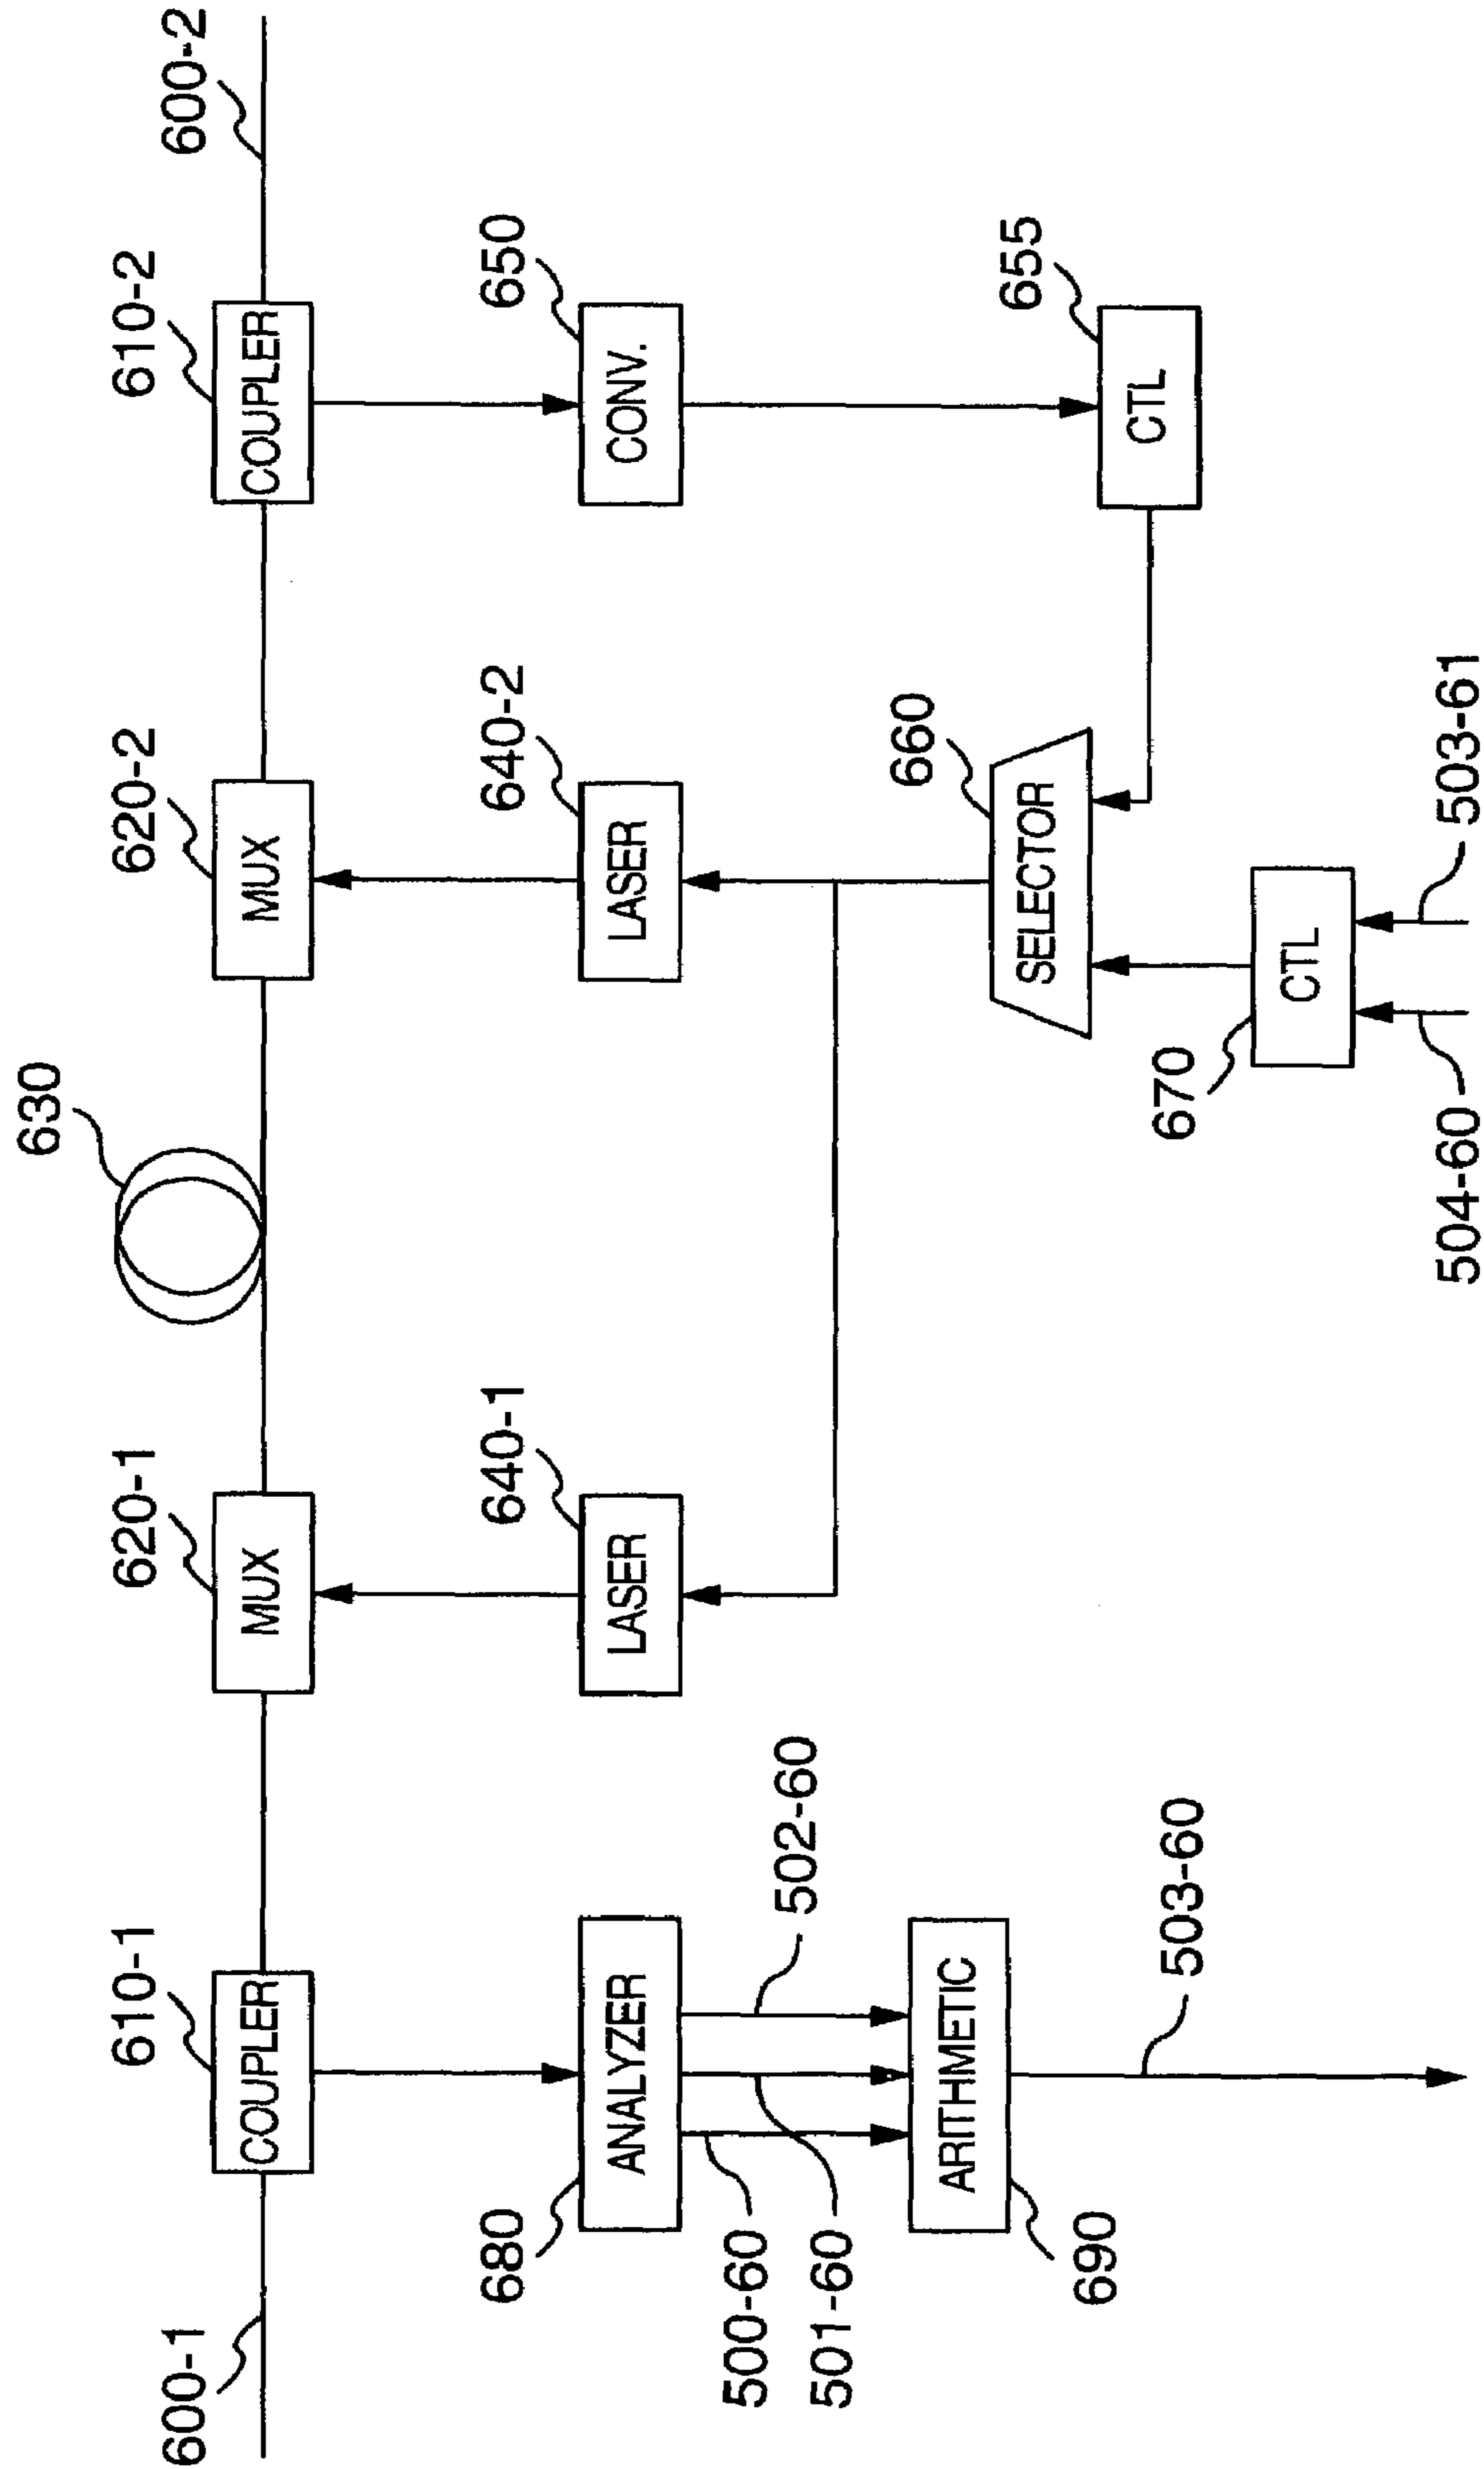 630
610-1
620-1
620-2
610-2
600-1
COUPLER
MUX
MUX
COUPLER
600-2
680
640-1
640-2
650
ANALYZER
LASER
LASER
CONV.
500-60
502-60
501-60
660
690
ARITHMETIC
SELECTOR
655
503-60
670
CTL
CTL
504-60
503-61